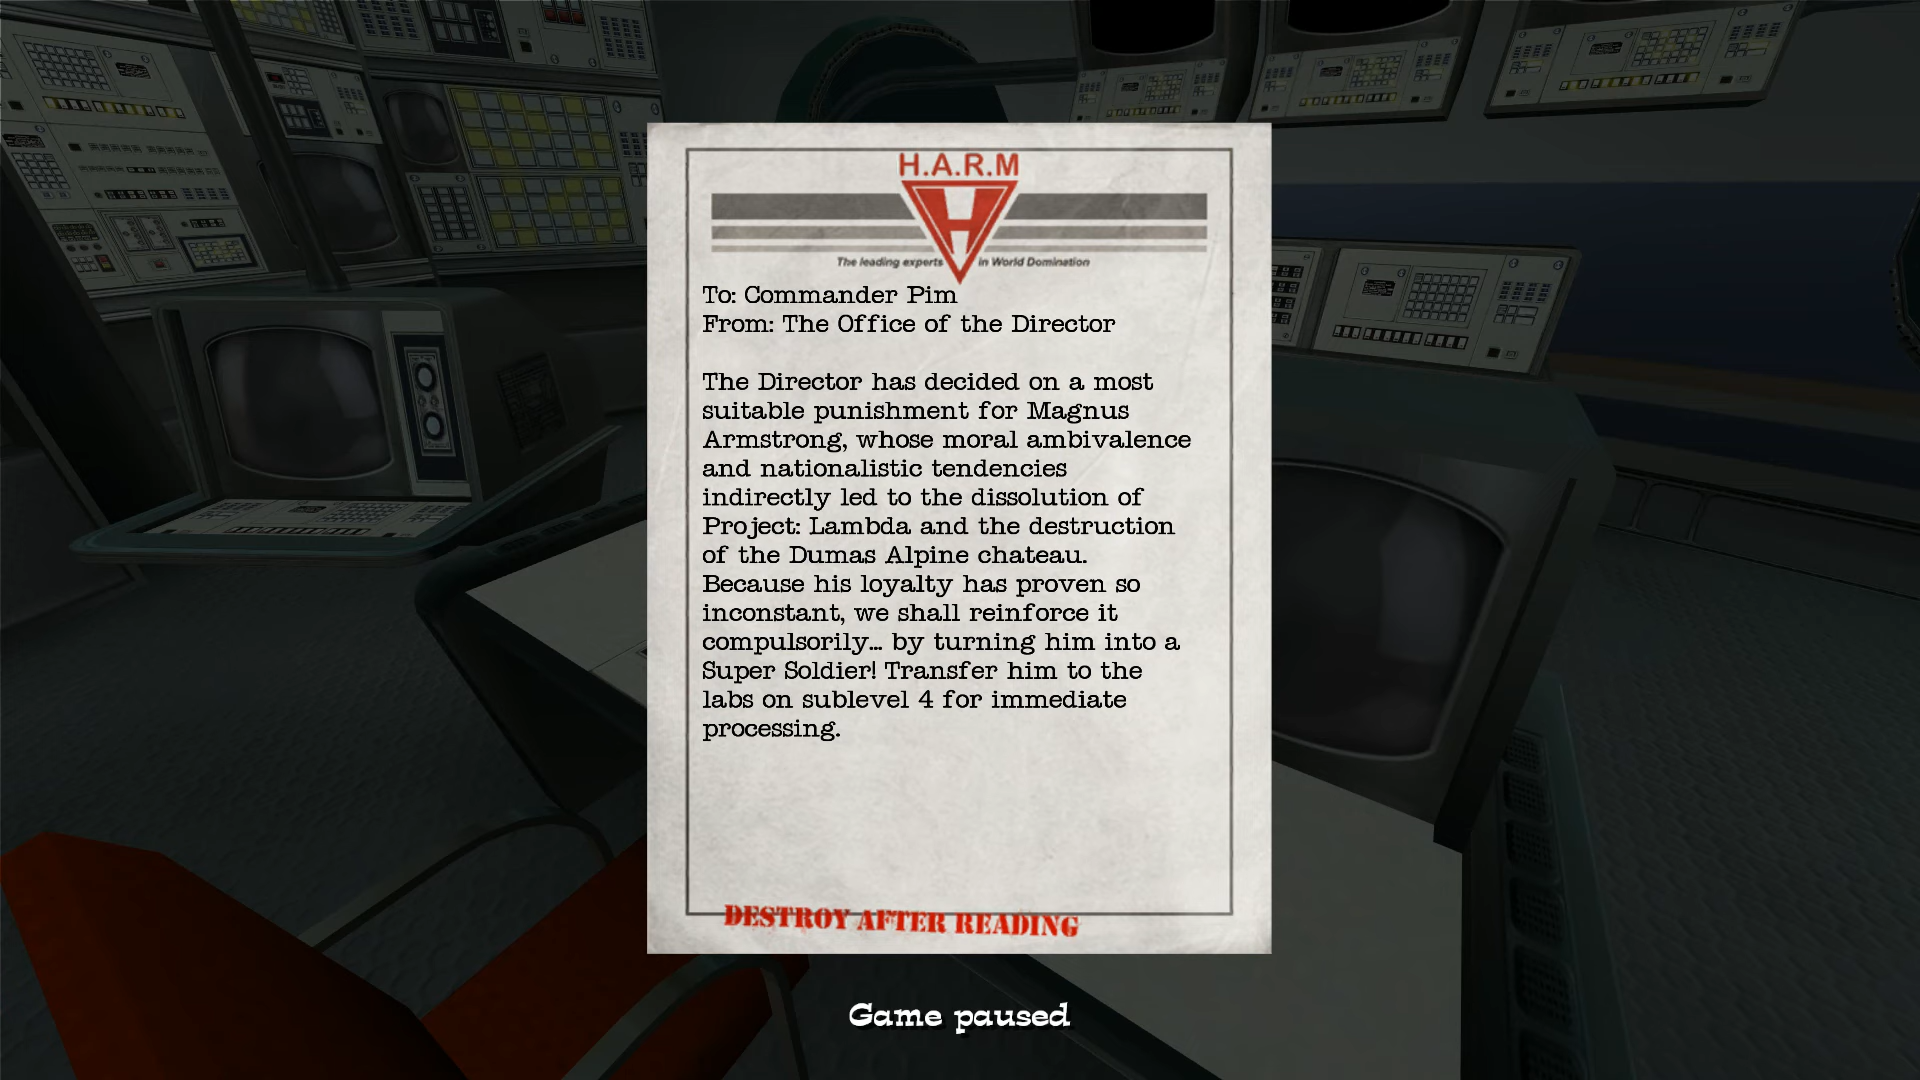 H.A.R.M
H
The leading experts in World Domination
To: Commander Pim
From: The Office of the Director
The Director has decided on a most
suitable punishment for Magnus
Armstrong, whose moral ambivalence
and nationalistic tendencies
indirectly led to the dissolution of
Project: Lambda and the destruction
of the Dumas Alpine chateau.
Because his loyalty has proven so
inconstant, we shall reinforce it
compulsorily… by turning him into a
Super Soldier! Transfer him to the
labs on sublevel 4 for immediate
processing.
DESTROY AFTER READING
Game paused